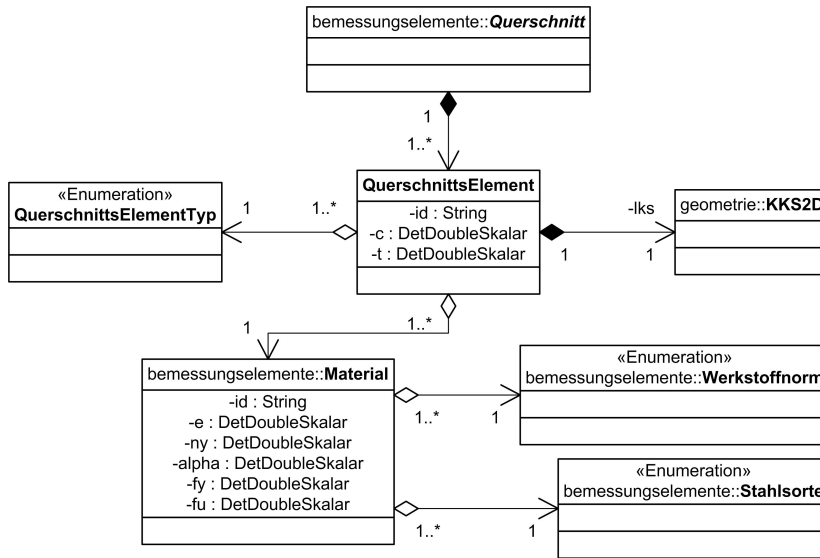 bemessungselemente::Querschnitt
1
1..*
«Enumeration»
QuerschnittsElementTyp
1
1..*
QuerschnittsElement
-id : String
-c : DetDoubleSkalar
-t : DetDoubleSkalar
-lks
1
1
geometrie::KKS2D
1
1..*
bemessungselemente::Material
-id : String
-e : DetDoubleSkalar
-ny : DetDoubleSkalar
-alpha : DetDoubleSkalar
-fy : DetDoubleSkalar
-fu : DetDoubleSkalar
1..*
1
«Enumeration»
bemessungselemente::Werkstoffnorm
1..*
1
«Enumeration»
bemessungselemente::Stahlsorte